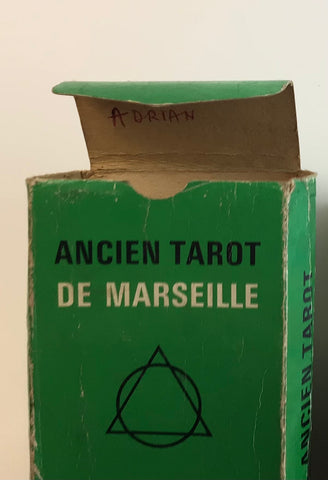 ADRIAN
ANCIEN TAROT
DE MARSEILLE
ANCIEN TAROT